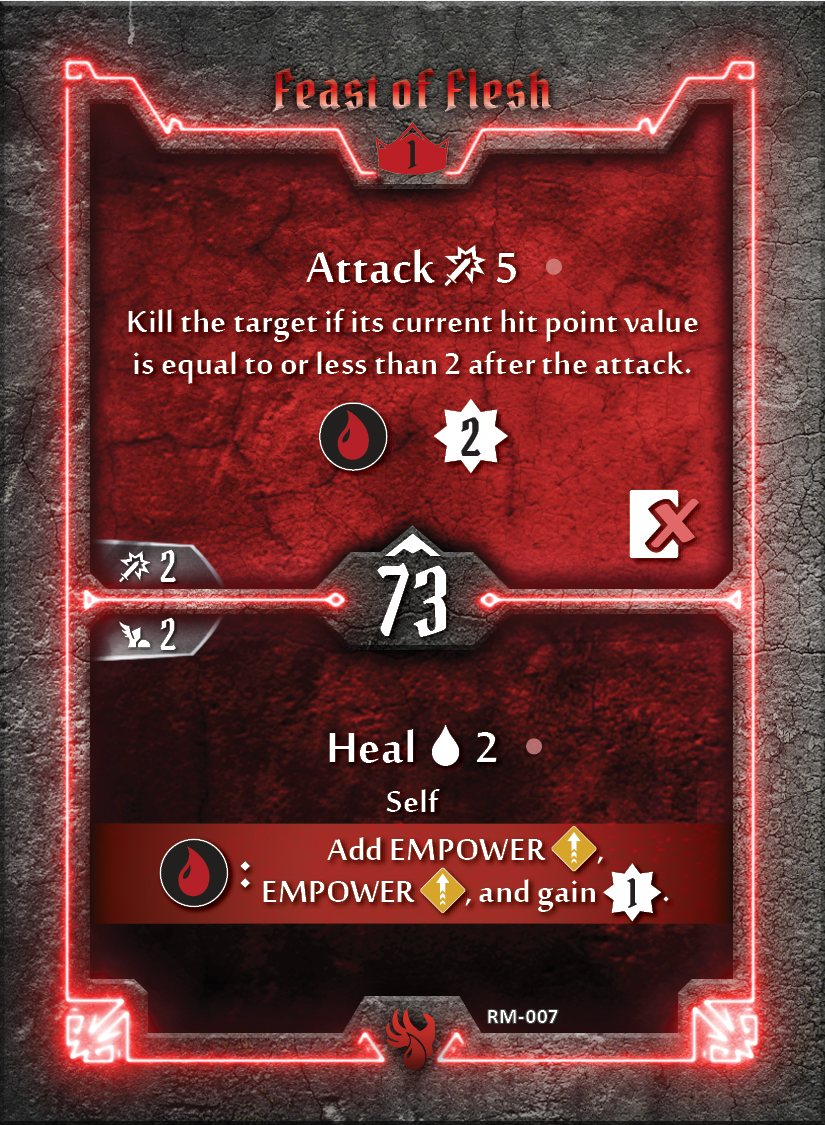 Feast of Flesh
1
Attack 5
Kill the target if its current hit point value
is equal to or less than 2 after the attack.
2
2
73
2
Heal 2
Self
: Add EMPOWER ,
EMPOWER , and gain 1.
RM-007